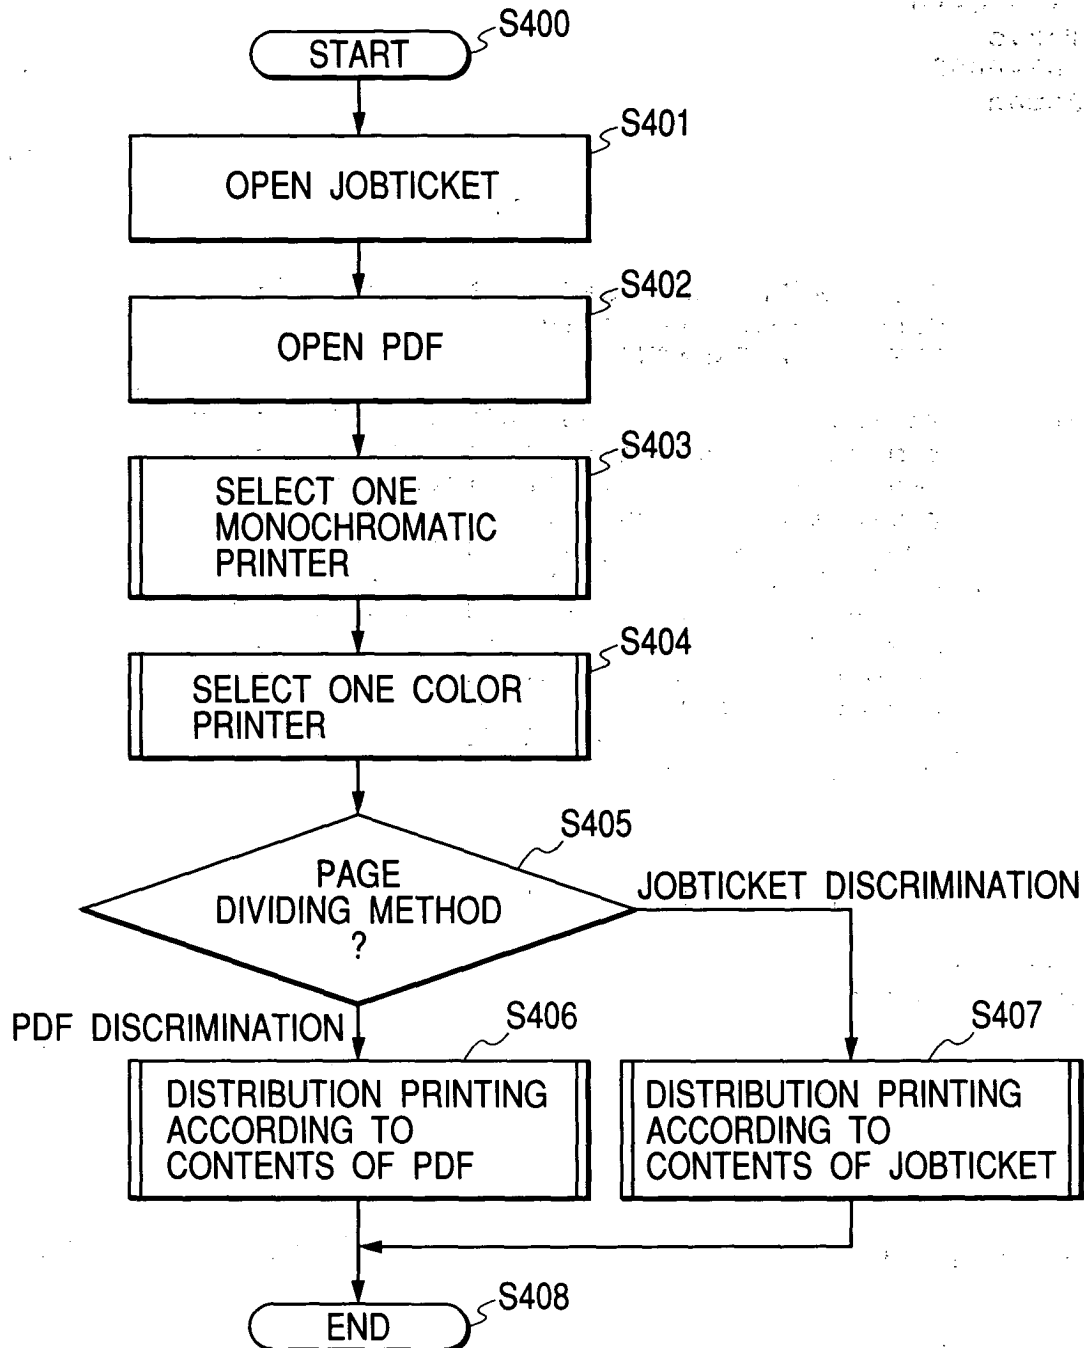 START
S400
S401
OPEN JOBTICKET
S402
OPEN PDF
S403
SELECT ONE
MONOCHROMATIC
PRINTER
S404
SELECT ONE COLOR
PRINTER
S405
PAGE
DIVIDING METHOD
?
JOBTICKET DISCRIMINATION
PDF DISCRIMINATION
S406
DISTRIBUTION PRINTING
ACCORDING TO
CONTENTS OF PDF
S407
DISTRIBUTION PRINTING
ACCORDING TO
CONTENTS OF JOBTICKET
S408
END